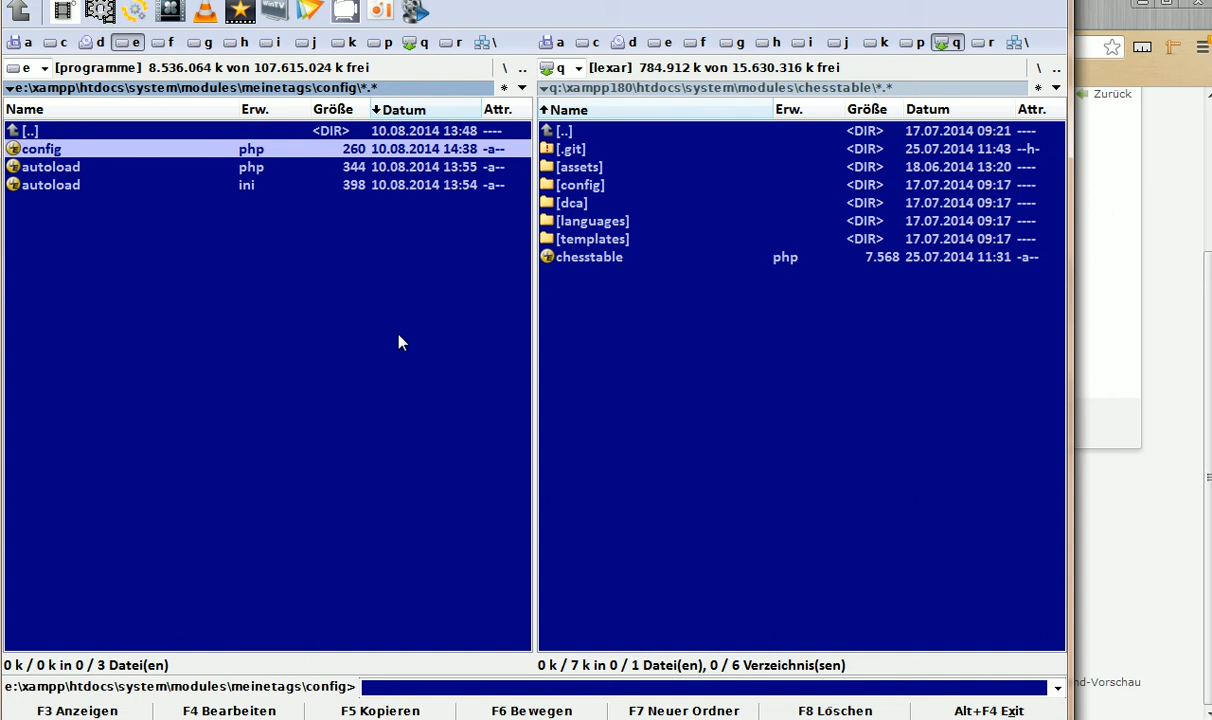 a c d e f g h i j k p q r \
a c d e f g h i j k p q r \
e [programme] 8.536.064 k von 107.615.024 k frei \ ..
q [lexar] 784.912 k von 15.630.316 k frei \ ..
e:\xampp\htdocs\system\modules\meinetags\config\*.* *
q:\xampp180\htdocs\system\modules\chesstable\*.* *
Name Erw. Größe Datum Attr.
[..] <DIR> 10.08.2014 13:48 ----
config php 260 10.08.2014 14:38 -a--
autoload php 344 10.08.2014 13:55 -a--
autoload ini 398 10.08.2014 13:54 -a--
Name Erw. Größe Datum Attr.
[..] <DIR> 17.07.2014 09:21 ----
[.git] <DIR> 25.07.2014 11:43 --h-
[assets] <DIR> 18.06.2014 13:20 ----
[config] <DIR> 17.07.2014 09:17 ----
[dca] <DIR> 17.07.2014 09:17 ----
[languages] <DIR> 17.07.2014 09:17 ----
[templates] <DIR> 17.07.2014 09:17 ----
chesstable php 7.568 25.07.2014 11:31 -a--
0 k / 0 k in 0 / 3 Datei(en)
0 k / 7 k in 0 / 1 Datei(en), 0 / 6 Verzeichnis(sen)
e:\xampp\htdocs\system\modules\meinetags\config>
F3 Anzeigen F4 Bearbeiten F5 Kopieren F6 Bewegen F7 Neuer Ordner F8 Löschen Alt+F4 Exit
Zurück
nd-Vorschau